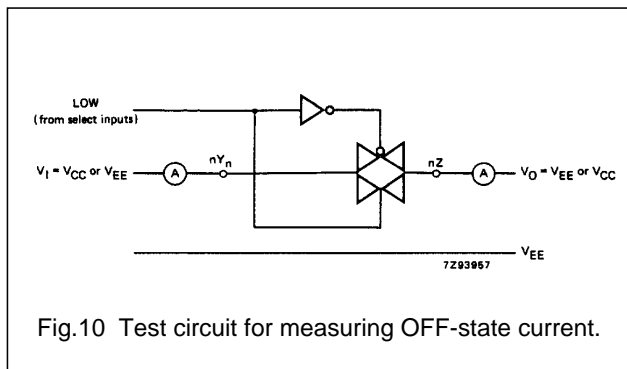 LOW
(from select inputs)
V_I = V_CC or V_EE
A
nY_n
nZ
A
V_O = V_EE or V_CC
V_EE
7Z93957
Fig.10 Test circuit for measuring OFF-state current.